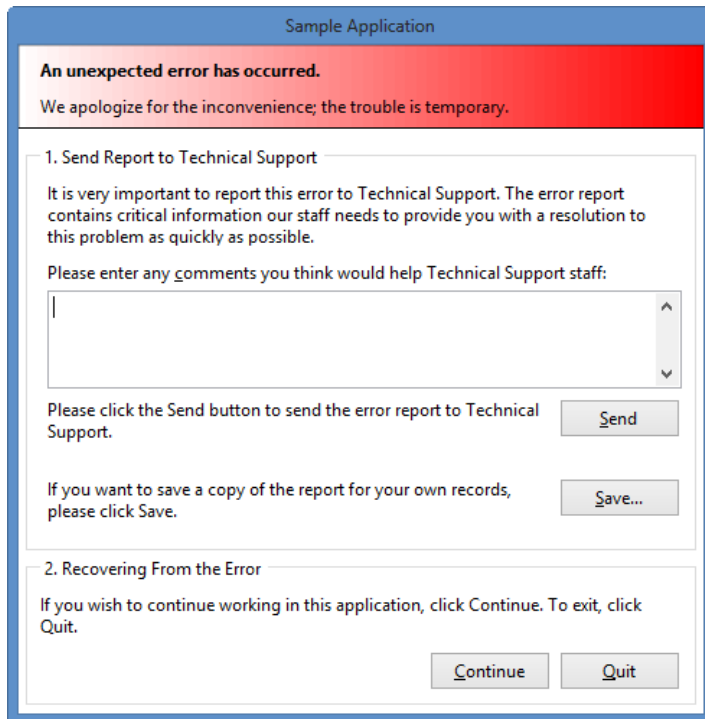 Sample Application
An unexpected error has occurred.
We apologize for the inconvenience; the trouble is temporary.
1. Send Report to Technical Support
It is very important to report this error to Technical Support. The error report
contains critical information our staff needs to provide you with a resolution to
this problem as quickly as possible.
Please enter any comments you think would help Technical Support staff:
Please click the Send button to send the error report to Technical
Support.
Send
If you want to save a copy of the report for your own records,
please click Save.
Save...
2. Recovering From the Error
If you wish to continue working in this application, click Continue. To exit, click
Quit.
Continue
Quit